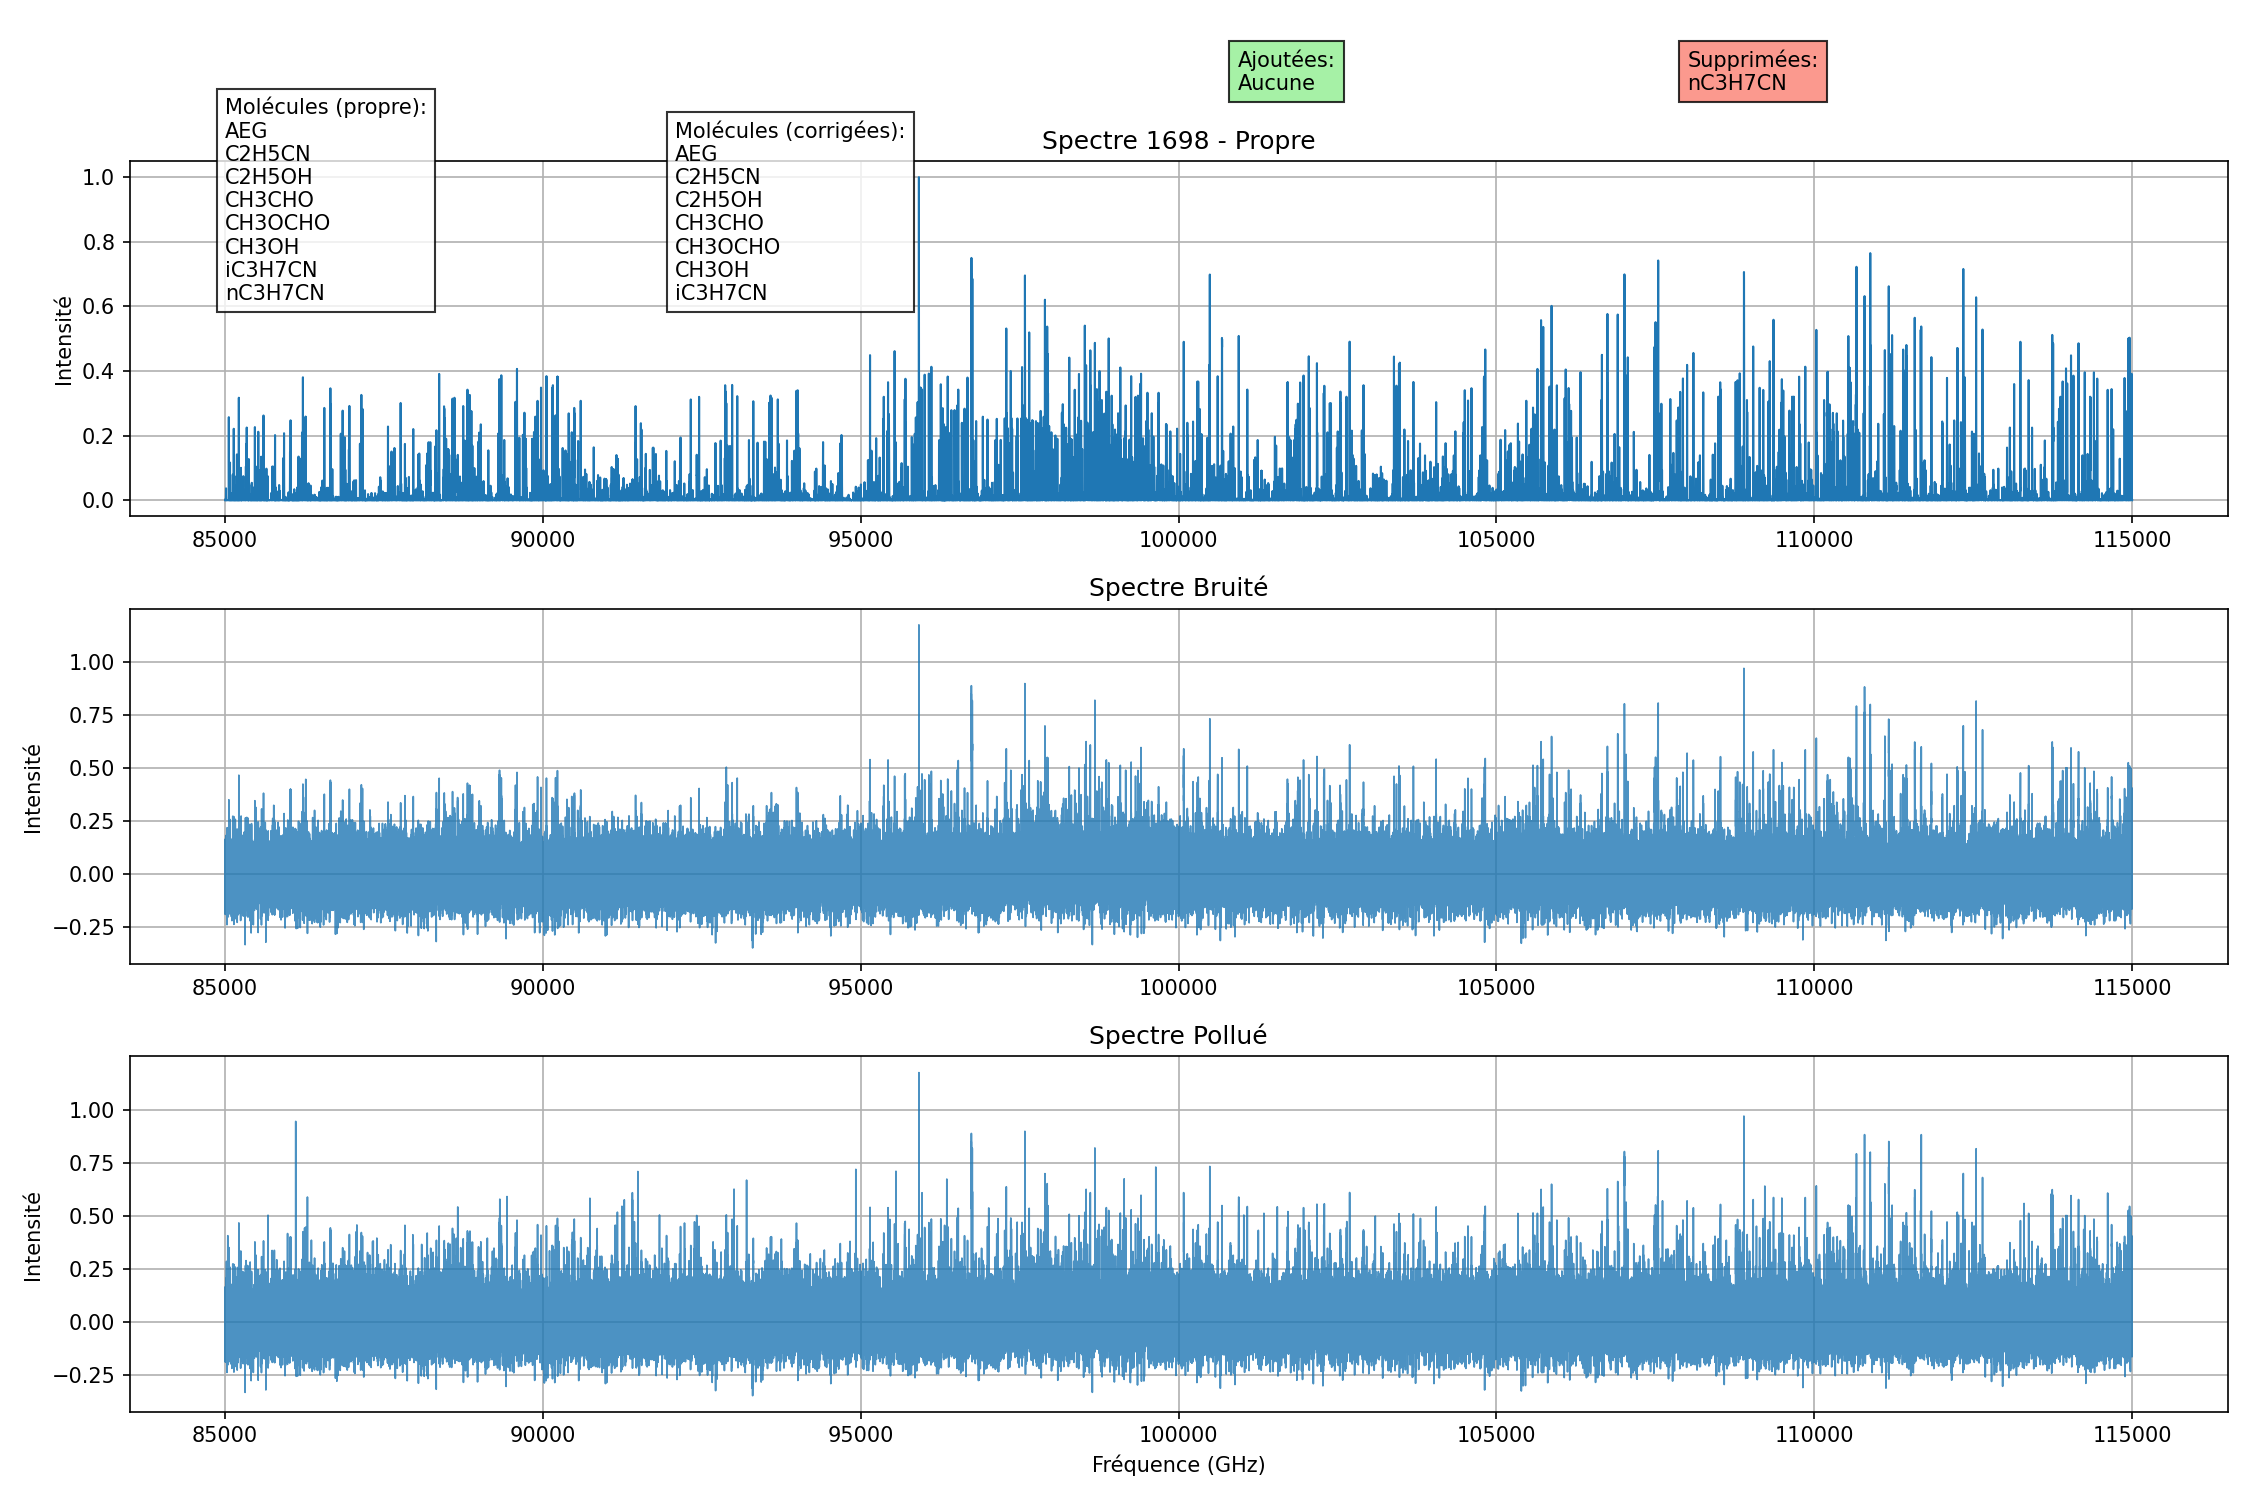 Ajoutées:
Aucune
Supprimées:
nC3H7CN
Molécules (propre):
AEG
C2H5CN
C2H5OH
CH3CHO
CH3OCHO
CH3OH
iC3H7CN
nC3H7CN
Molécules (corrigées):
AEG
C2H5CN
C2H5OH
CH3CHO
CH3OCHO
CH3OH
iC3H7CN
Spectre 1698 - Propre
Intensité
1.0
0.8
0.6
0.4
0.2
0.0
85000 90000 95000 100000 105000 110000 115000
Spectre Bruité
Intensité
1.00
0.75
0.50
0.25
0.00
−0.25
85000 90000 95000 100000 105000 110000 115000
Spectre Pollué
Intensité
1.00
0.75
0.50
0.25
0.00
−0.25
85000 90000 95000 100000 105000 110000 115000
Fréquence (GHz)